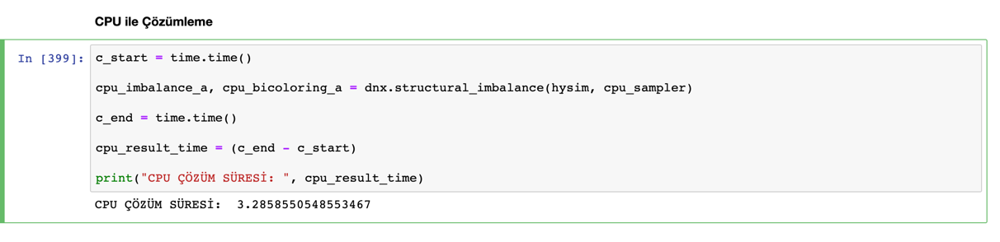 CPU ile Çözümleme
In [399]: c_start = time.time()
cpu_imbalance_a, cpu_bicoloring_a = dnx.structural_imbalance(hysim, cpu_sampler)
c_end = time.time()
cpu_result_time = (c_end - c_start)
print("CPU ÇÖZÜM SÜRESİ: ", cpu_result_time)
CPU ÇÖZÜM SÜRESİ:  3.2858550548553467